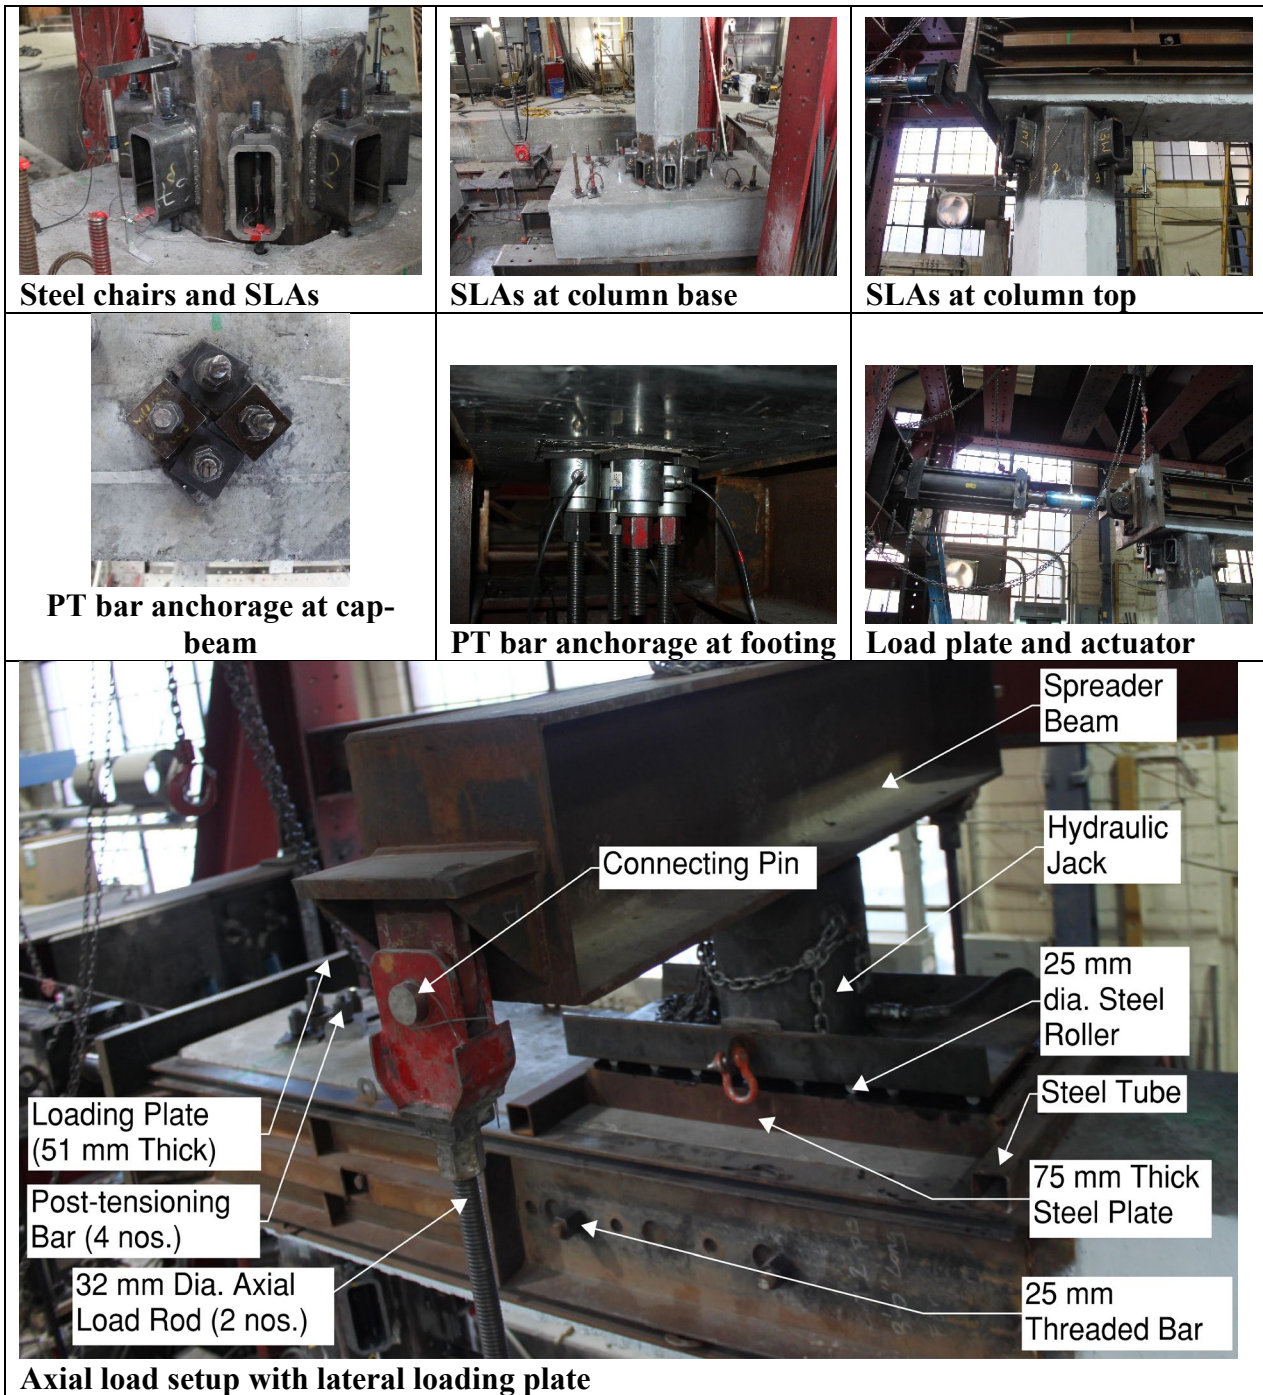 Steel chairs and SLAs
SLAs at column base
SLAs at column top
PT bar anchorage at cap-
beam
PT bar anchorage at footing
Load plate and actuator
Spreader
Beam
Connecting Pin
Hydraulic
Jack
25 mm
dia. Steel
Roller
Steel Tube
Loading Plate
(51 mm Thick)
75 mm Thick
Steel Plate
Post-tensioning
Bar (4 nos.)
32 mm Dia. Axial
Load Rod (2 nos.)
25 mm
Threaded Bar
Axial load setup with lateral loading plate